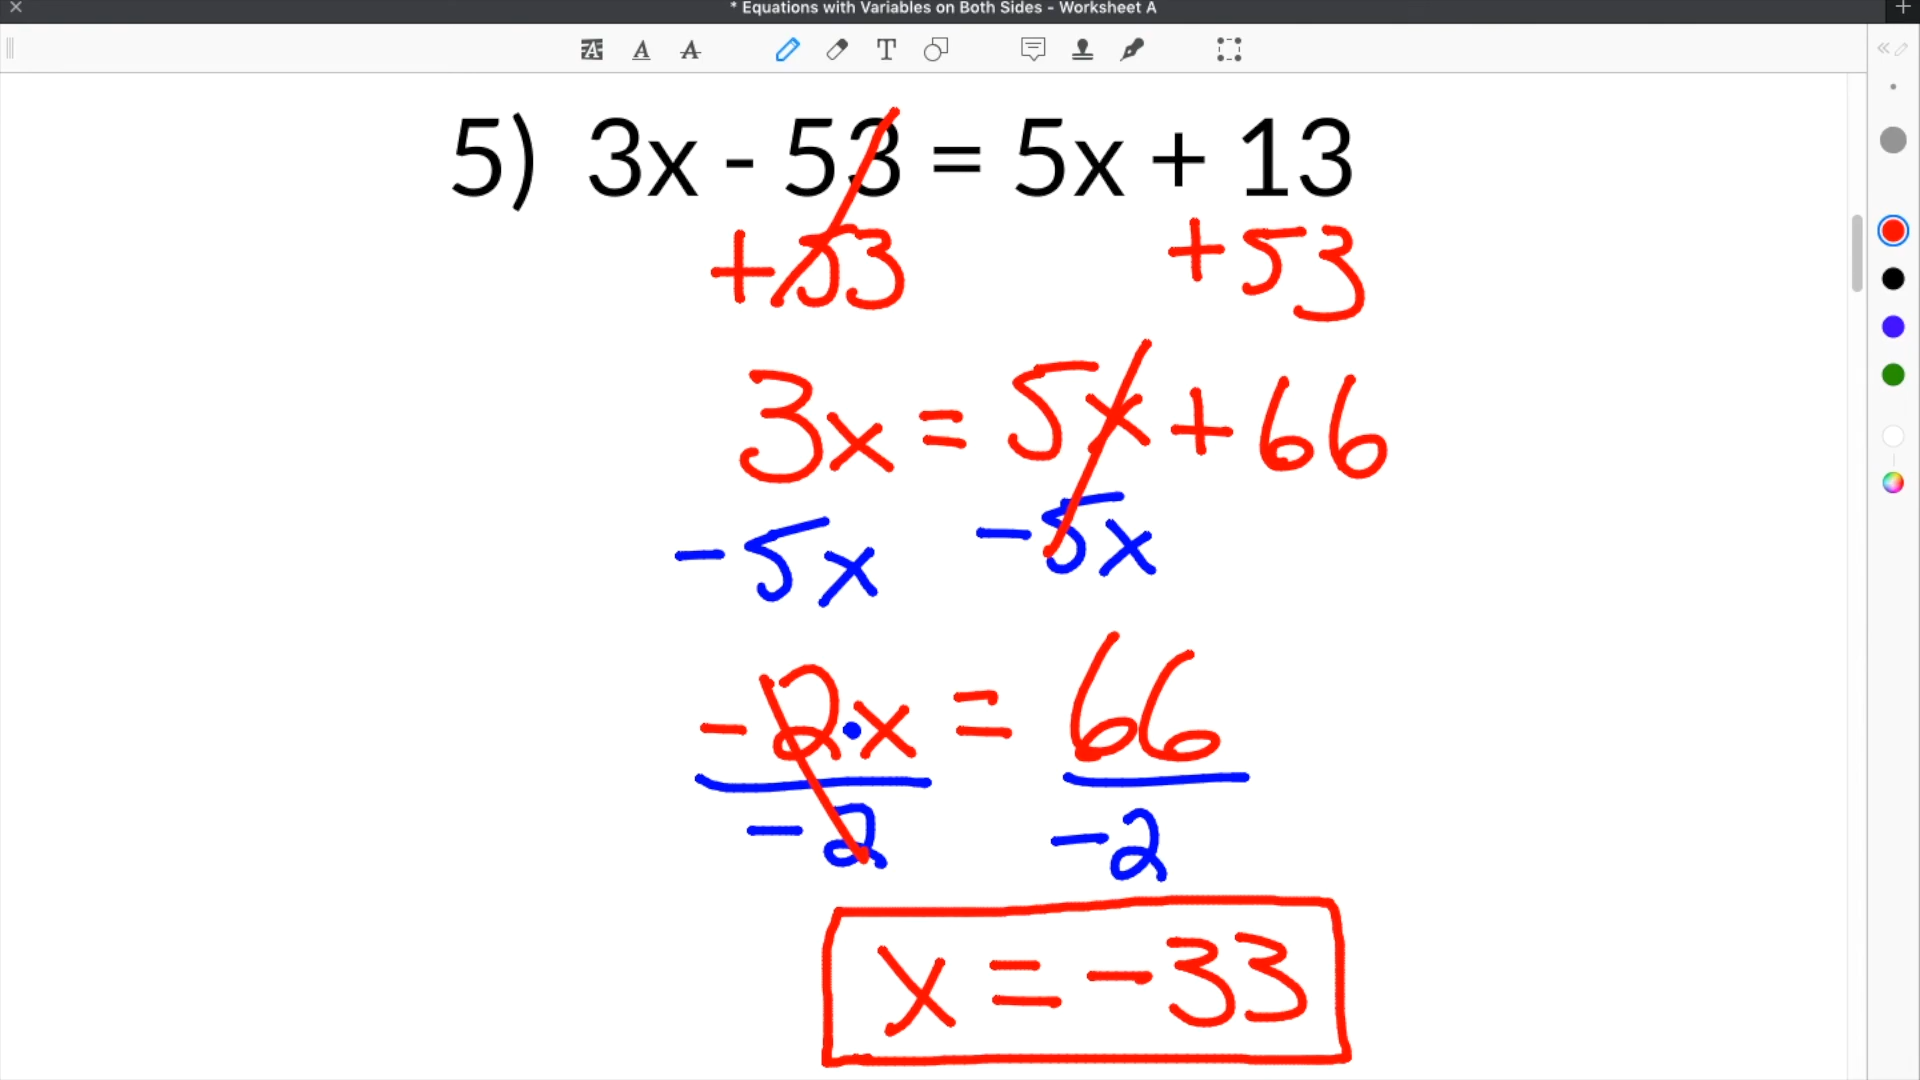 * Equations with Variables on Both Sides - Worksheet A
5) 3x - 53 = 5x + 13
+53 +53
3x = 5x + 66
-5x -5x
-2·x = 66
-2 -2
x = -33